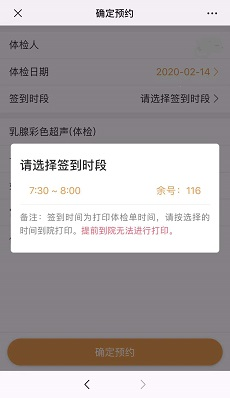 确定预约
体检人
体检日期 2020-02-14
签到时段 请选择签到时段
乳腺彩色超声(体检)
请选择签到时段
7:30 ~ 8:00 余号：116
备注：签到时间为打印体检单时间，请按选择的
时间到院打印。提前到院无法进行打印。
确定预约